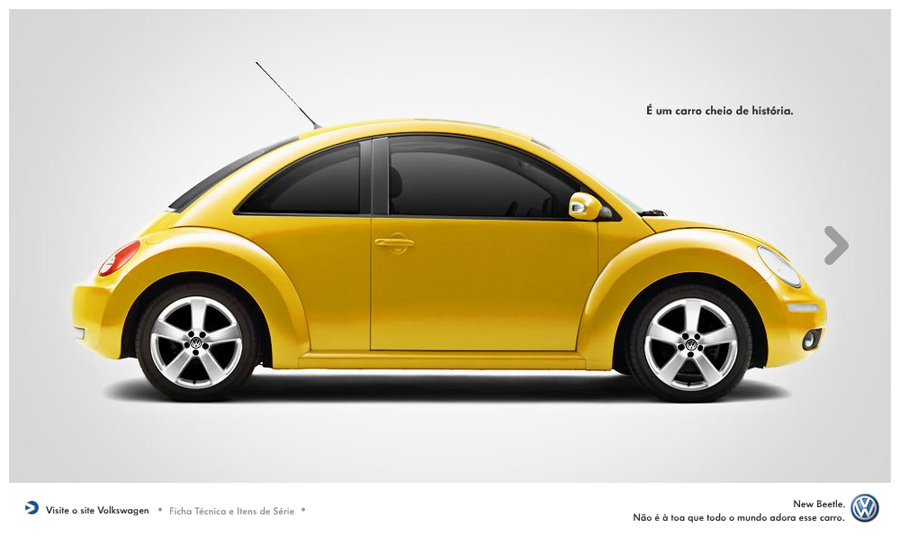 É um carro cheio de história.
Visite o site Volkswagen • Ficha Técnica e Itens de Série •
New Beetle.
Não é à toa que todo o mundo adora esse carro.